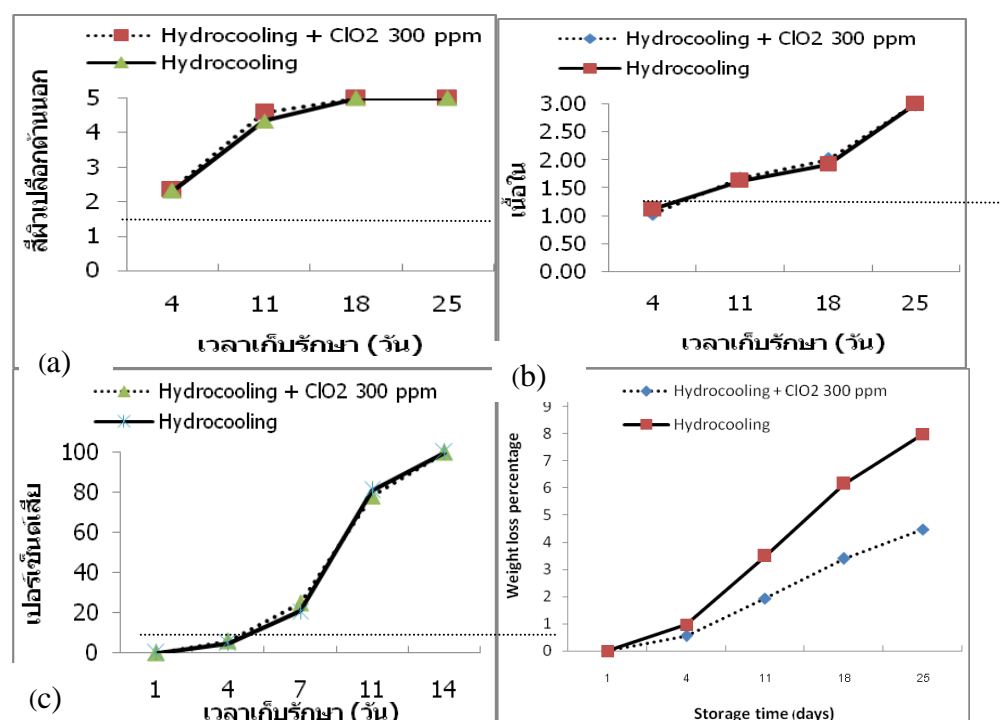 Hydrocooling + ClO2 300 ppm
Hydrocooling
สีผิวเปลือกด้านนอก
5
4
3
2
1
0
4 11 18 25
เวลาเก็บรักษา (วัน)
(a)
Hydrocooling + ClO2 300 ppm
Hydrocooling
เนื้อใน
3.00
2.50
2.00
1.50
1.00
0.50
0.00
4 11 18 25
เวลาเก็บรักษา (วัน)
(b)
Hydrocooling + ClO2 300 ppm
Hydrocooling
เปอร์เซ็นต์เสีย
100
80
60
40
20
0
1 4 7 11 14
เวลาเก็บรักษา (วัน)
(c)
Hydrocooling + ClO2 300 ppm
Hydrocooling
Weight loss percentage
9
8
7
6
5
4
3
2
1
0
1 4 11 18 25
Storage time (days)